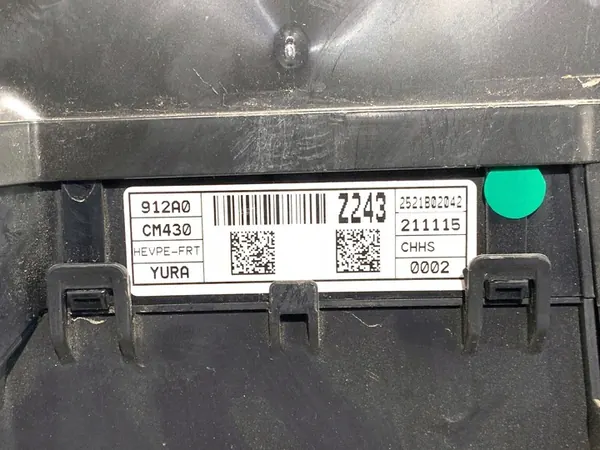 912A0
CM430
HEVPE-FRT
YURA
Z243
2521B02042
211115
CHHS
0002